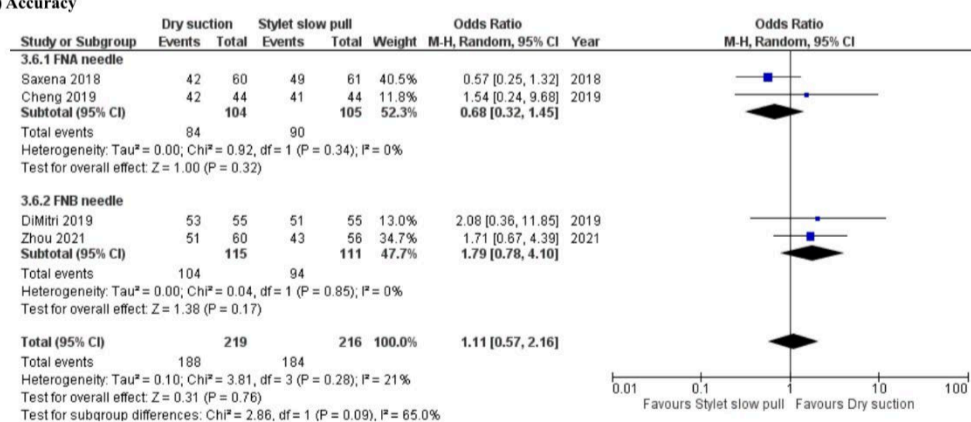 Accuracy
Dry suction Stylet slow pull Odds Ratio Odds Ratio
Study or Subgroup Events Total Events Total Weight M-H, Random, 95% CI Year M-H, Random, 95% CI
3.6.1 FNA needle
Saxena 2018 42 60 49 61 40.5% 0.57 [0.25, 1.32] 2018
Cheng 2019 42 44 41 44 11.8% 1.54 [0.24, 9.68] 2019
Subtotal (95% CI) 104 105 52.3% 0.68 [0.32, 1.45]
Total events 84 90
Heterogeneity: Tau² = 0.00; Chi² = 0.92, df = 1 (P = 0.34); I² = 0%
Test for overall effect: Z = 1.00 (P = 0.32)
3.6.2 FNB needle
DiMitri 2019 53 55 51 55 13.0% 2.08 [0.36, 11.85] 2019
Zhou 2021 51 60 43 56 34.7% 1.71 [0.67, 4.39] 2021
Subtotal (95% CI) 115 111 47.7% 1.79 [0.78, 4.10]
Total events 104 94
Heterogeneity: Tau² = 0.00; Chi² = 0.04, df = 1 (P = 0.85); I² = 0%
Test for overall effect: Z = 1.38 (P = 0.17)
Total (95% CI) 219 216 100.0% 1.11 [0.57, 2.16]
Total events 188 184
Heterogeneity: Tau² = 0.10; Chi² = 3.81, df = 3 (P = 0.28); I² = 21%
Test for overall effect: Z = 0.31 (P = 0.76)
Test for subgroup differences: Chi² = 2.86, df = 1 (P = 0.09), I² = 65.0%
0.01 0.1 1 10 100
Favours Stylet slow pull Favours Dry suction